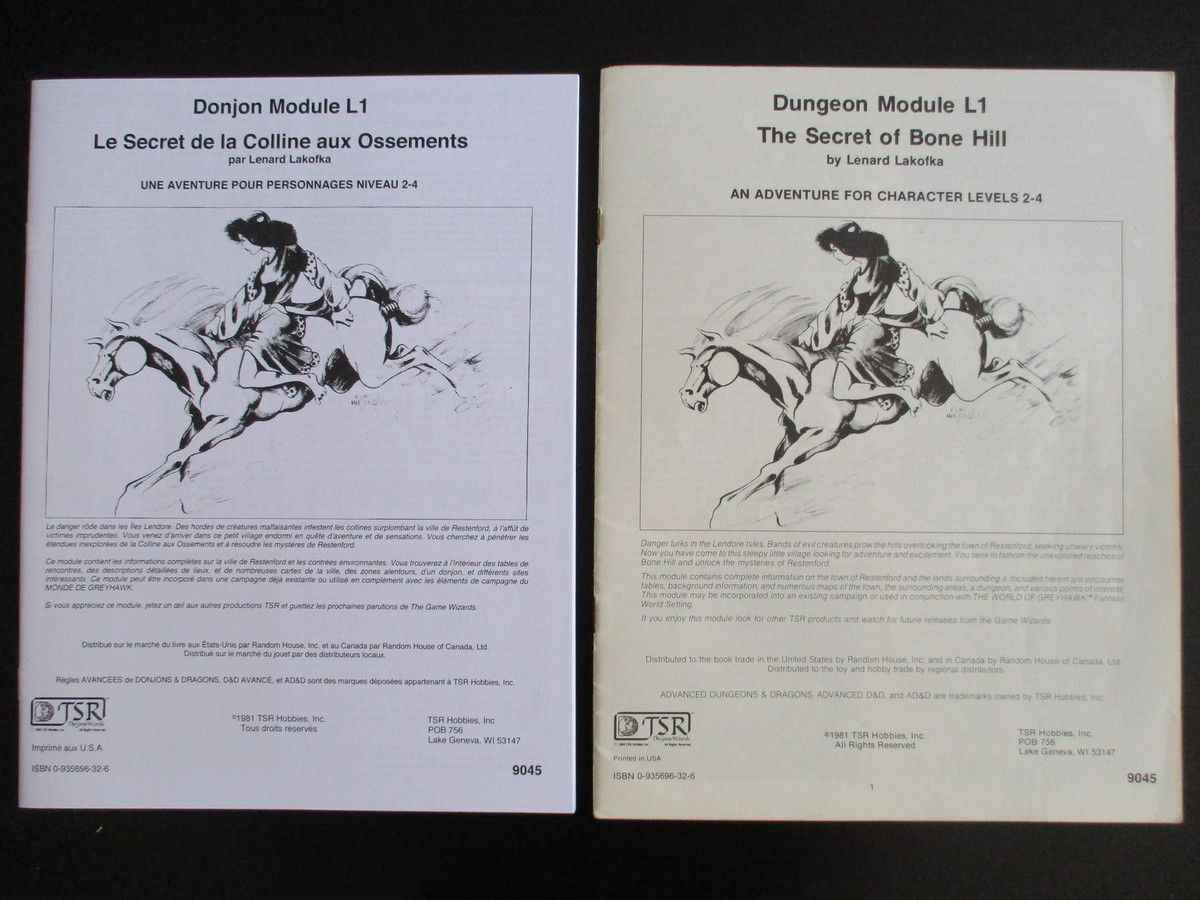 Donjon Module L1
Le Secret de la Colline aux Ossements
par Lenard Lakofka
UNE AVENTURE POUR PERSONNAGES NIVEAU 2-4
Le danger rôde dans les Îles Lendore. Des hordes de créatures malfaisantes infestent les collines surplombant la ville de Restenford, à l'affût de
victimes imprudentes. Vous venez d'arriver dans ce petit village endormi en quête d'aventure et de sensations. Vous cherchez à pénétrer les
étendues inexplorées de la Colline aux Ossements et à résoudre les mystères de Restenford.
Ce module contient les informations complètes sur la ville de Restenford et les contrées environnantes. Vous trouverez à l'intérieur des tables de
rencontres, des descriptions détaillées de lieux, et de nombreuses cartes de la ville, des zones alentours, d'un donjon, et différents sites
intéressants. Ce module peut être incorporé dans une campagne déjà existante ou utilisé en complément avec les éléments de campagne du
MONDE DE GREYHAWK.
Si vous appréciez ce module, jetez un œil aux autres productions TSR et guettez les prochaines parutions de The Game Wizards.
Distribué sur le marché du livre aux États-Unis par Random House, Inc. et au Canada par Random House of Canada, Ltd.
Distribué sur le marché du jouet par des distributeurs locaux.
Règles AVANCÉES de DONJONS & DRAGONS, D&D AVANCÉ, et AD&D sont des marques déposées appartenant à TSR Hobbies, Inc.
TSR
The Game Wizards
Imprimé aux U.S.A.
ISBN 0-935696-32-6
©1981 TSR Hobbies, Inc.
Tous droits réservés
TSR Hobbies, Inc
POB 756
Lake Geneva, WI 53147
9045
Dungeon Module L1
The Secret of Bone Hill
by Lenard Lakofka
AN ADVENTURE FOR CHARACTER LEVELS 2-4
Danger lurks in the Lendore Isles. Bands of evil creatures prow the hills overlooking the town of Restenford, seeking unwary victims.
Now you have come to this sleepy little village looking for adventure and excitement. You seek to fathom the unexplored reaches of
Bone Hill and unlock the mysteries of Restenford.
This module contains complete information on the town of Restenford and the lands surrounding it. Included herein are encounter
tables, background information, and numerous maps of the town, the surrounding areas, a dungeon, and various points of interest.
This module may be incorporated into an existing campaign or used in conjunction with THE WORLD OF GREYHAWK™ Fantasy
World Setting.
If you enjoy this module look for other TSR products and watch for future releases from the Game Wizards.
Distributed to the book trade in the United States by Random House, Inc. and in Canada by Random House of Canada, Ltd.
Distributed to the toy and hobby trade by regional distributors.
ADVANCED DUNGEONS & DRAGONS, ADVANCED D&D, and AD&D are trademarks owned by TSR Hobbies, Inc.
TSR
The Game Wizards
Printed in USA
ISBN 0-935696-32-6
©1981 TSR Hobbies, Inc.
All Rights Reserved
TSR Hobbies, Inc.
POB 756
Lake Geneva, WI 53147
9045
1